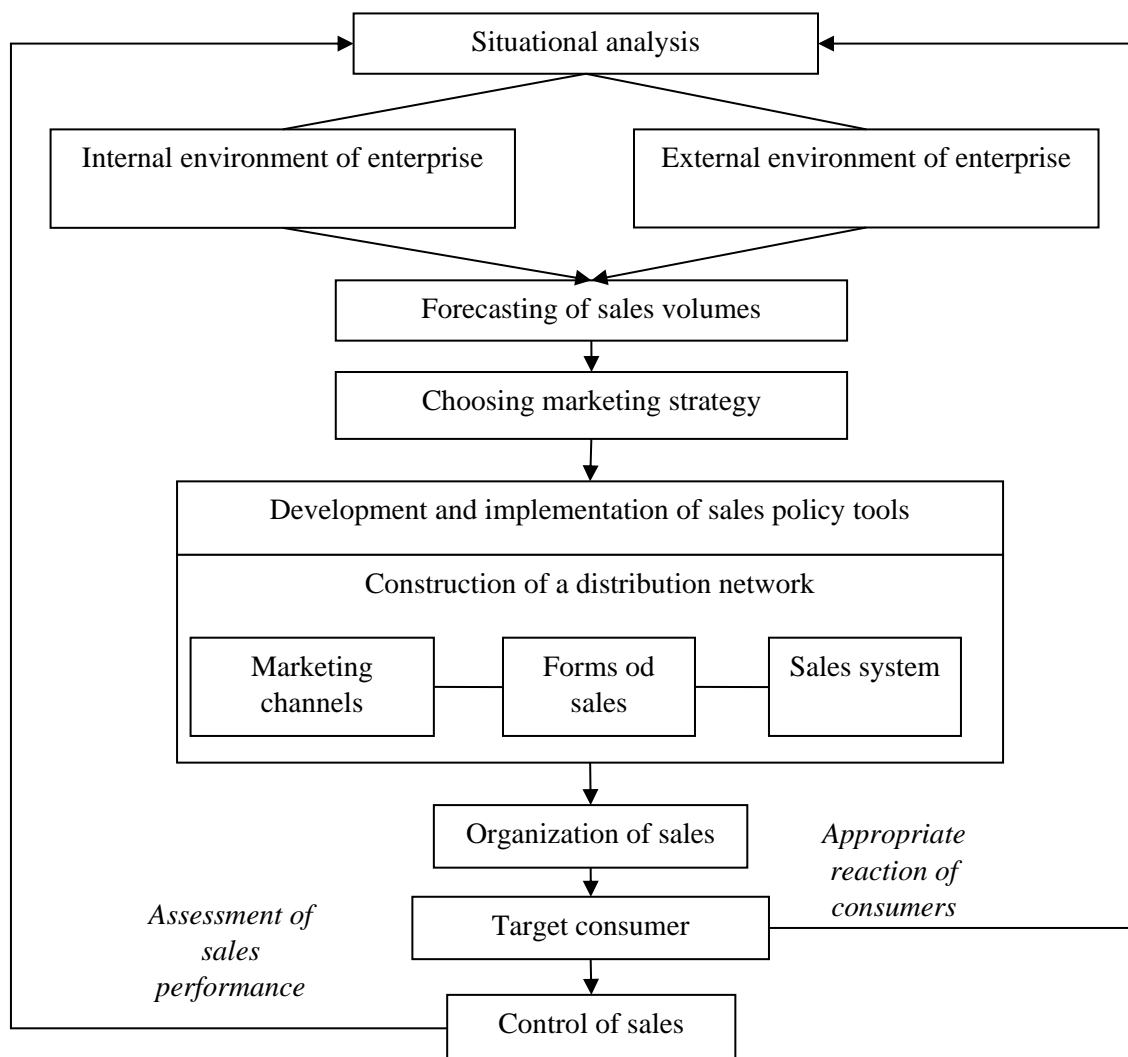 Situational analysis
Internal environment of enterprise
External environment of enterprise
Forecasting of sales volumes
Choosing marketing strategy
Development and implementation of sales policy tools
Construction of a distribution network
Marketing
channels
Forms od
sales
Sales system
Organization of sales
Appropriate
reaction of
consumers
Target consumer
Assessment of
sales
performance
Control of sales